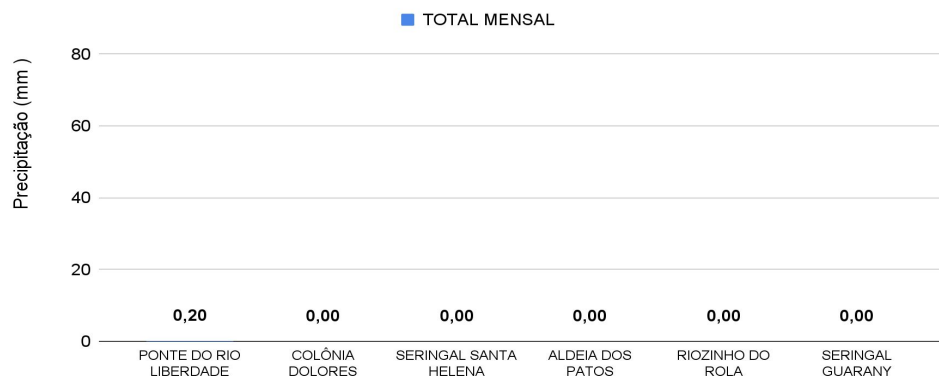 TOTAL MENSAL
Precipitação (mm )
80
60
40
20
0
0,20 0,00 0,00 0,00 0,00 0,00
PONTE DO RIO COLÔNIA SERINGAL SANTA ALDEIA DOS RIOZINHO DO SERINGAL
LIBERDADE DOLORES HELENA PATOS ROLA GUARANY